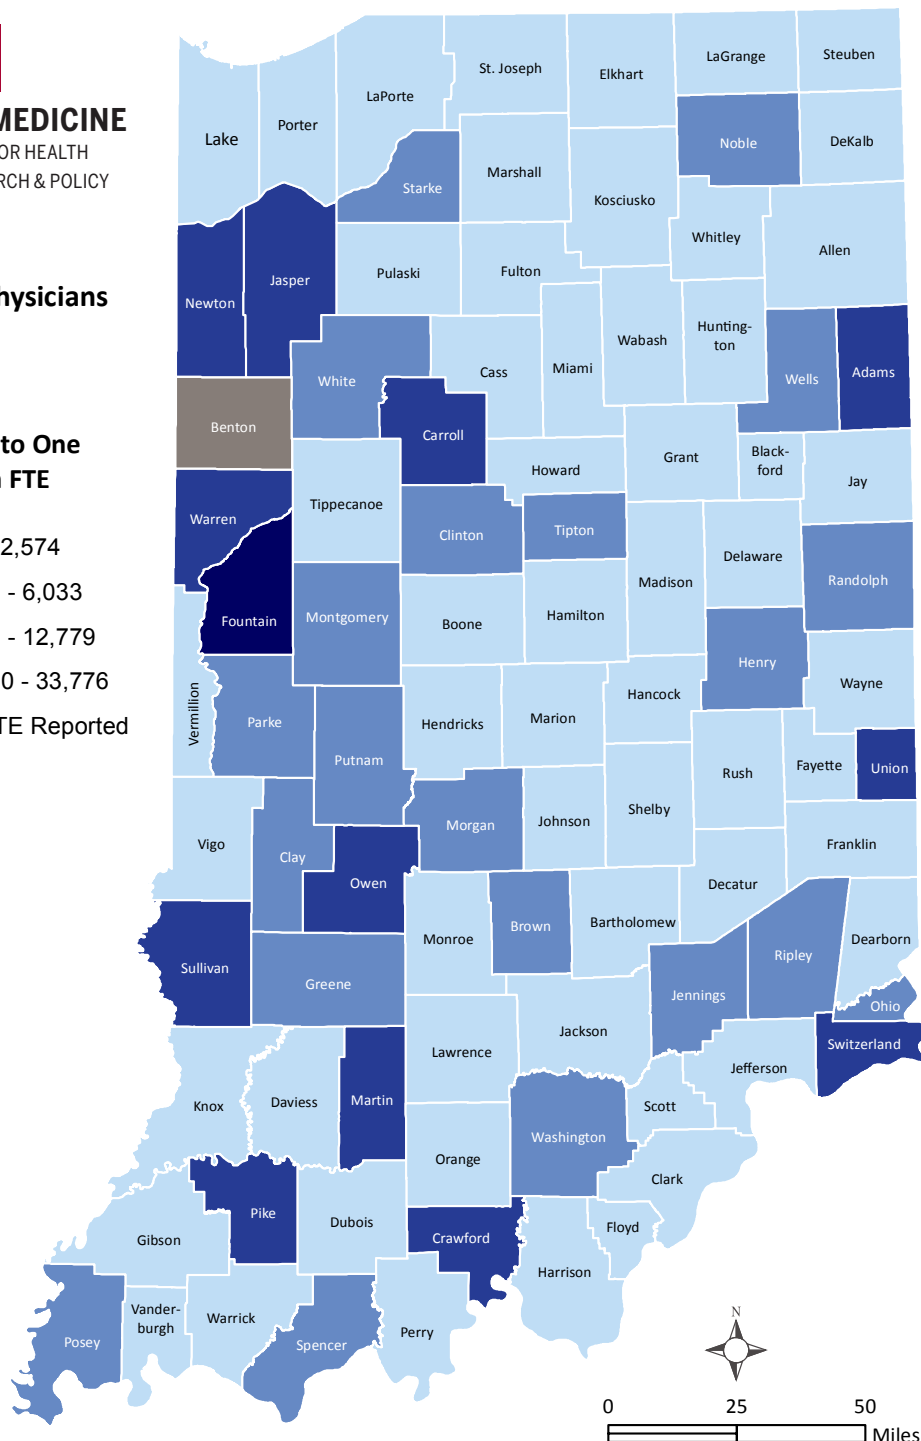 MEDICINE
OR HEALTH
RCH & POLICY
hysicians
to One
FTE
2,574
- 6,033
- 12,779
0 - 33,776
TE Reported
Lake
Porter
LaPorte
St. Joseph
Elkhart
LaGrange
Steuben
Noble
DeKalb
Starke
Marshall
Kosciusko
Whitley
Allen
Newton
Jasper
Pulaski
Fulton
Wabash
Hunting-
ton
Wells
Adams
White
Cass
Miami
Benton
Carroll
Howard
Grant
Black-
ford
Jay
Warren
Tippecanoe
Clinton
Tipton
Madison
Delaware
Randolph
Fountain
Montgomery
Boone
Hamilton
Henry
Wayne
Vermillion
Parke
Putnam
Hendricks
Marion
Hancock
Rush
Fayette
Union
Vigo
Clay
Owen
Morgan
Johnson
Shelby
Decatur
Franklin
Sullivan
Greene
Monroe
Brown
Bartholomew
Jennings
Ripley
Dearborn
Ohio
Switzerland
Knox
Daviess
Martin
Lawrence
Jackson
Jefferson
Scott
Washington
Orange
Clark
Gibson
Pike
Dubois
Crawford
Harrison
Floyd
Posey
Vander-
burgh
Warrick
Spencer
Perry
N
0 25 50
Miles